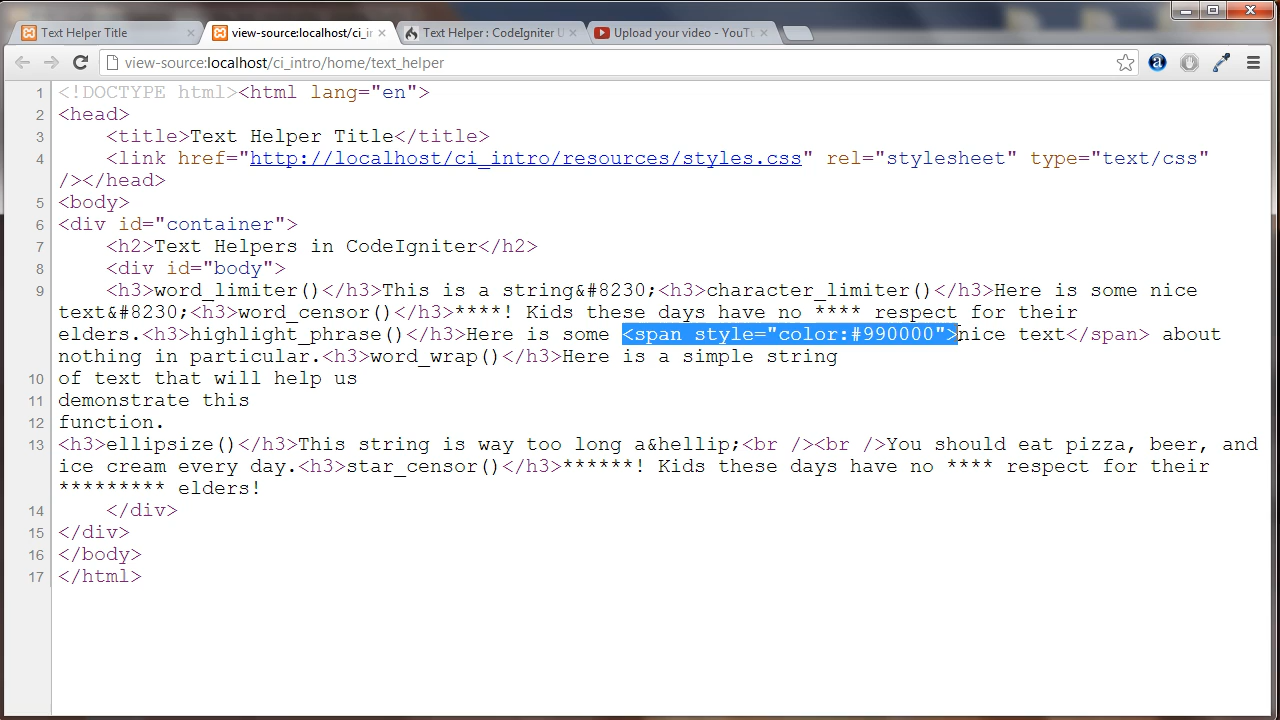 Text Helper Title
view-source:localhost/ci_ir
Text Helper : CodeIgniter U
Upload your video - YouTu
view-source:localhost/ci_intro/home/text_helper
1 <!DOCTYPE html><html lang="en">
2 <head>
3 <title>Text Helper Title</title>
4 <link href="http://localhost/ci_intro/resources/styles.css" rel="stylesheet" type="text/css"
/></head>
5 <body>
6 <div id="container">
7 <h2>Text Helpers in CodeIgniter</h2>
8 <div id="body">
9 <h3>word_limiter()</h3>This is a string&#8230;<h3>character_limiter()</h3>Here is some nice
text&#8230;<h3>word_censor()</h3>****! Kids these days have no **** respect for their
elders.<h3>highlight_phrase()</h3>Here is some <span style="color:#990000">nice text</span> about
nothing in particular.<h3>word_wrap()</h3>Here is a simple string
10 of text that will help us
11 demonstrate this
12 function.
13 <h3>ellipsize()</h3>This string is way too long a&hellip;<br /><br />You should eat pizza, beer, and
ice cream every day.<h3>star_censor()</h3>******! Kids these days have no **** respect for their
********* elders!
14 </div>
15 </div>
16 </body>
17 </html>